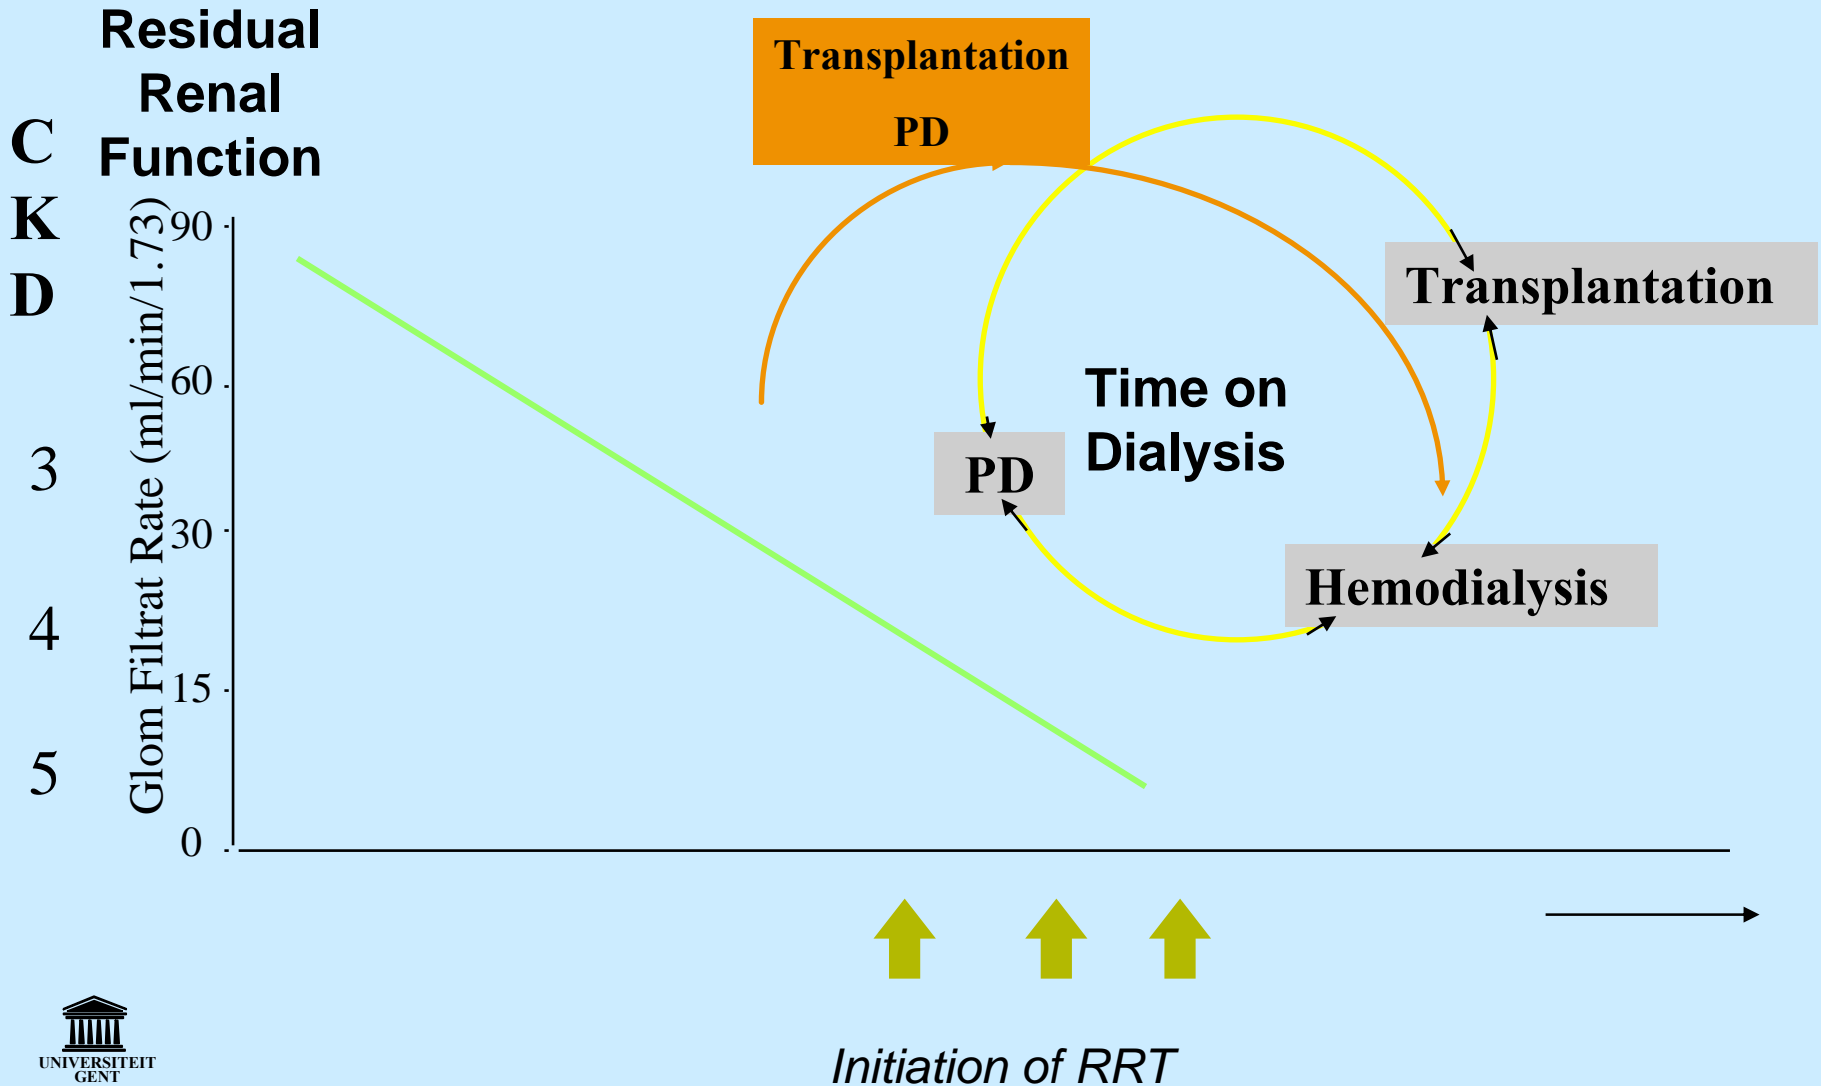 Residual
Renal
Function
C
K
D
3
4
5
Glom Filtrat Rate (ml/min/1.73)
90
60
30
15
0
Transplantation
PD
Transplantation
Time on
Dialysis
PD
Hemodialysis
Initiation of RRT
UNIVERSITEIT
GENT